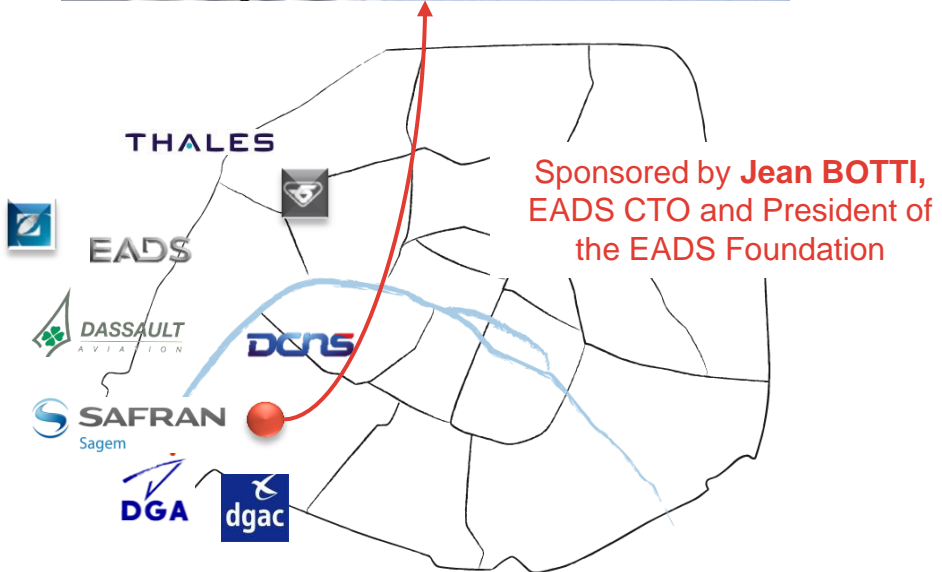 THALES
Sponsored by Jean BOTTI,
EADS CTO and President of
the EADS Foundation
EADS
DASSAULT
AVIATION
DCNS
SAFRAN
Sagem
DGA
dgac